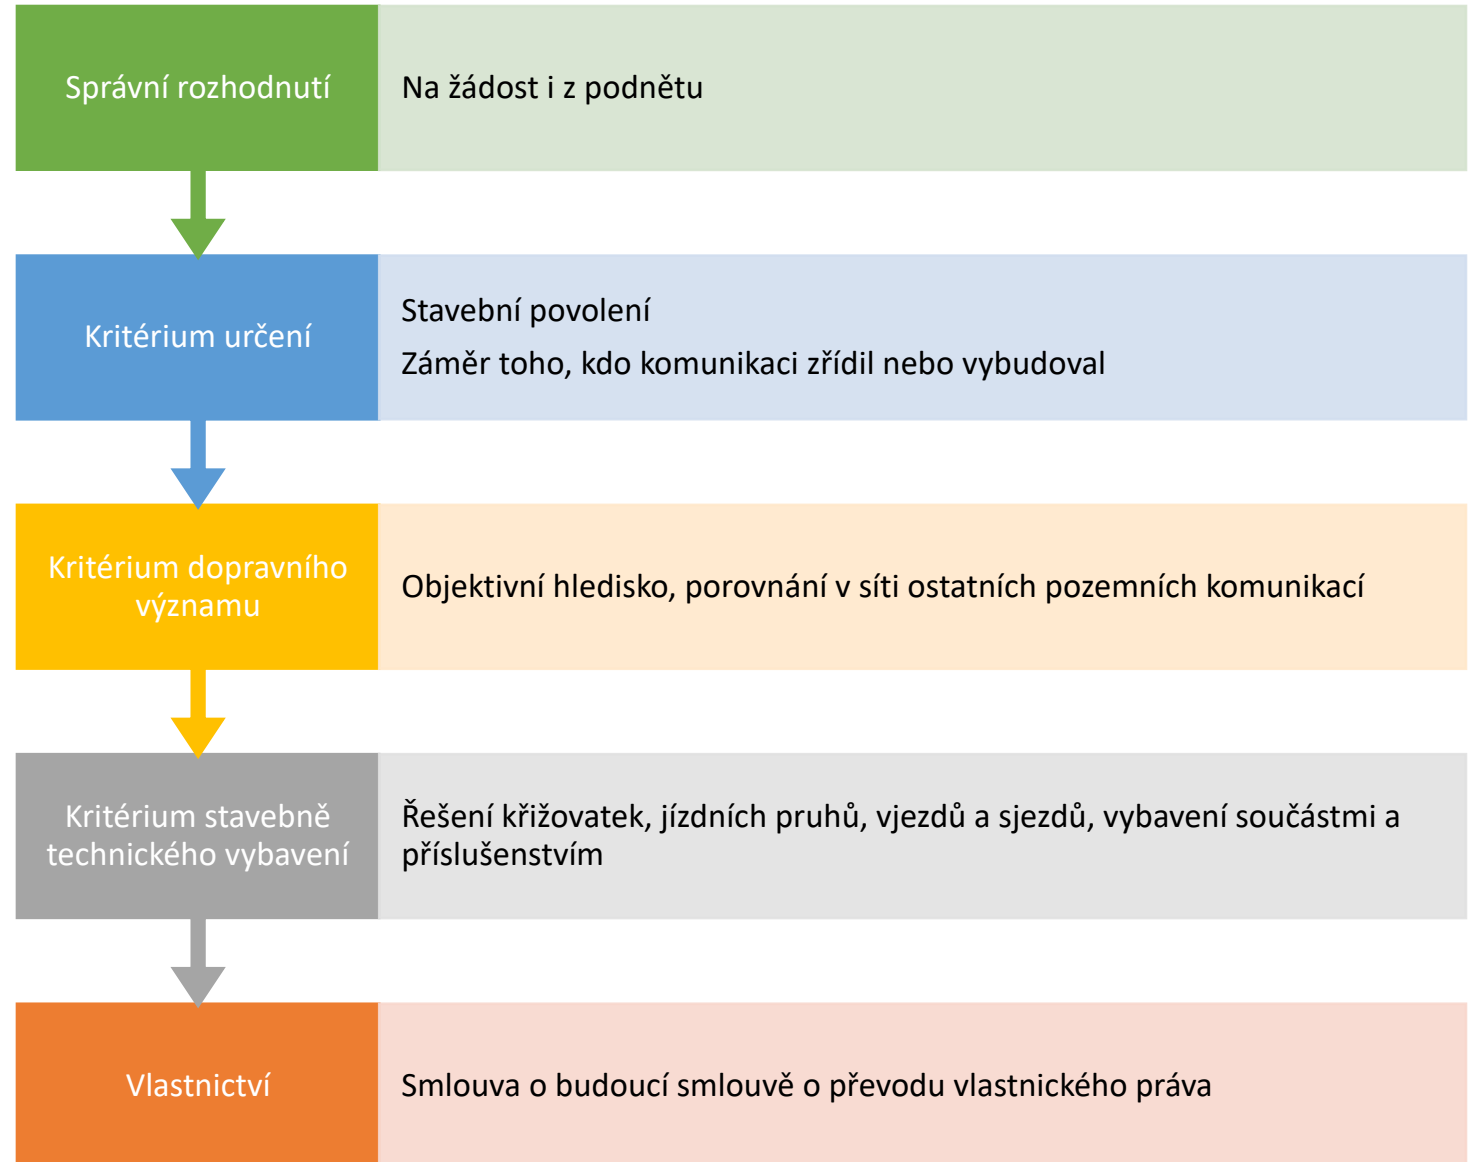 Správní rozhodnutí
Na žádost i z podnětu
Kritérium určení
Stavební povolení
Záměr toho, kdo komunikaci zřídil nebo vybudoval
Kritérium dopravního
významu
Objektivní hledisko, porovnání v síti ostatních pozemních komunikací
Kritérium stavebně
technického vybavení
Řešení křižovatek, jízdních pruhů, vjezdů a sjezdů, vybavení součástmi a
příslušenstvím
Vlastnictví
Smlouva o budoucí smlouvě o převodu vlastnického práva